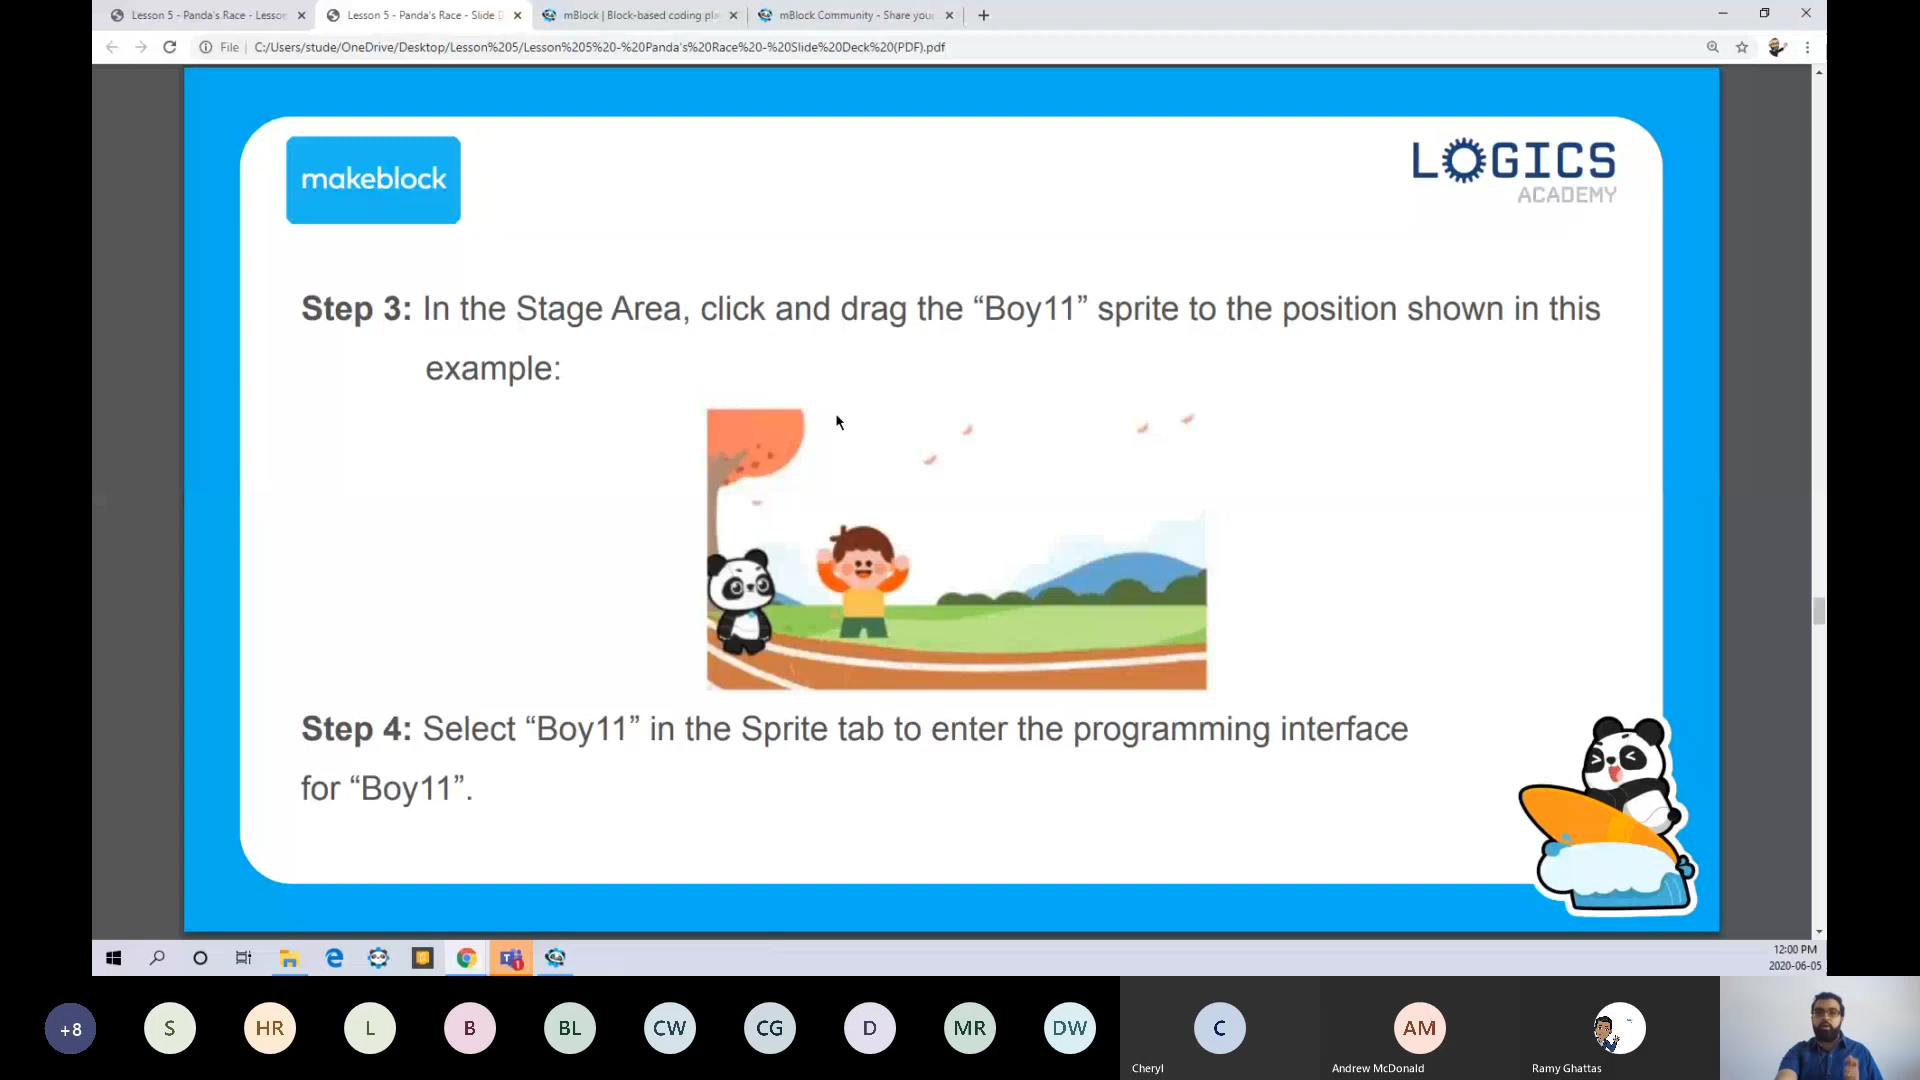 Lesson 5 - Panda's Race - Lesson
Lesson 5 - Panda's Race - Slide D
mBlock | Block-based coding pla
mBlock Community - Share you
File
C:/Users/stude/OneDrive/Desktop/Lesson%205/Lesson%205%20-%20Panda's%20Race%20-%20Slide%20Deck%20(PDF).pdf
makeblock
LOGICS
ACADEMY
Step 3: In the Stage Area, click and drag the “Boy11” sprite to the position shown in this
example:
Step 4: Select “Boy11” in the Sprite tab to enter the programming interface
for “Boy11”.
12:00 PM
2020-06-05
+8
S
HR
L
B
BL
CW
CG
D
MR
DW
C
AM
Cheryl
Andrew McDonald
Ramy Ghattas